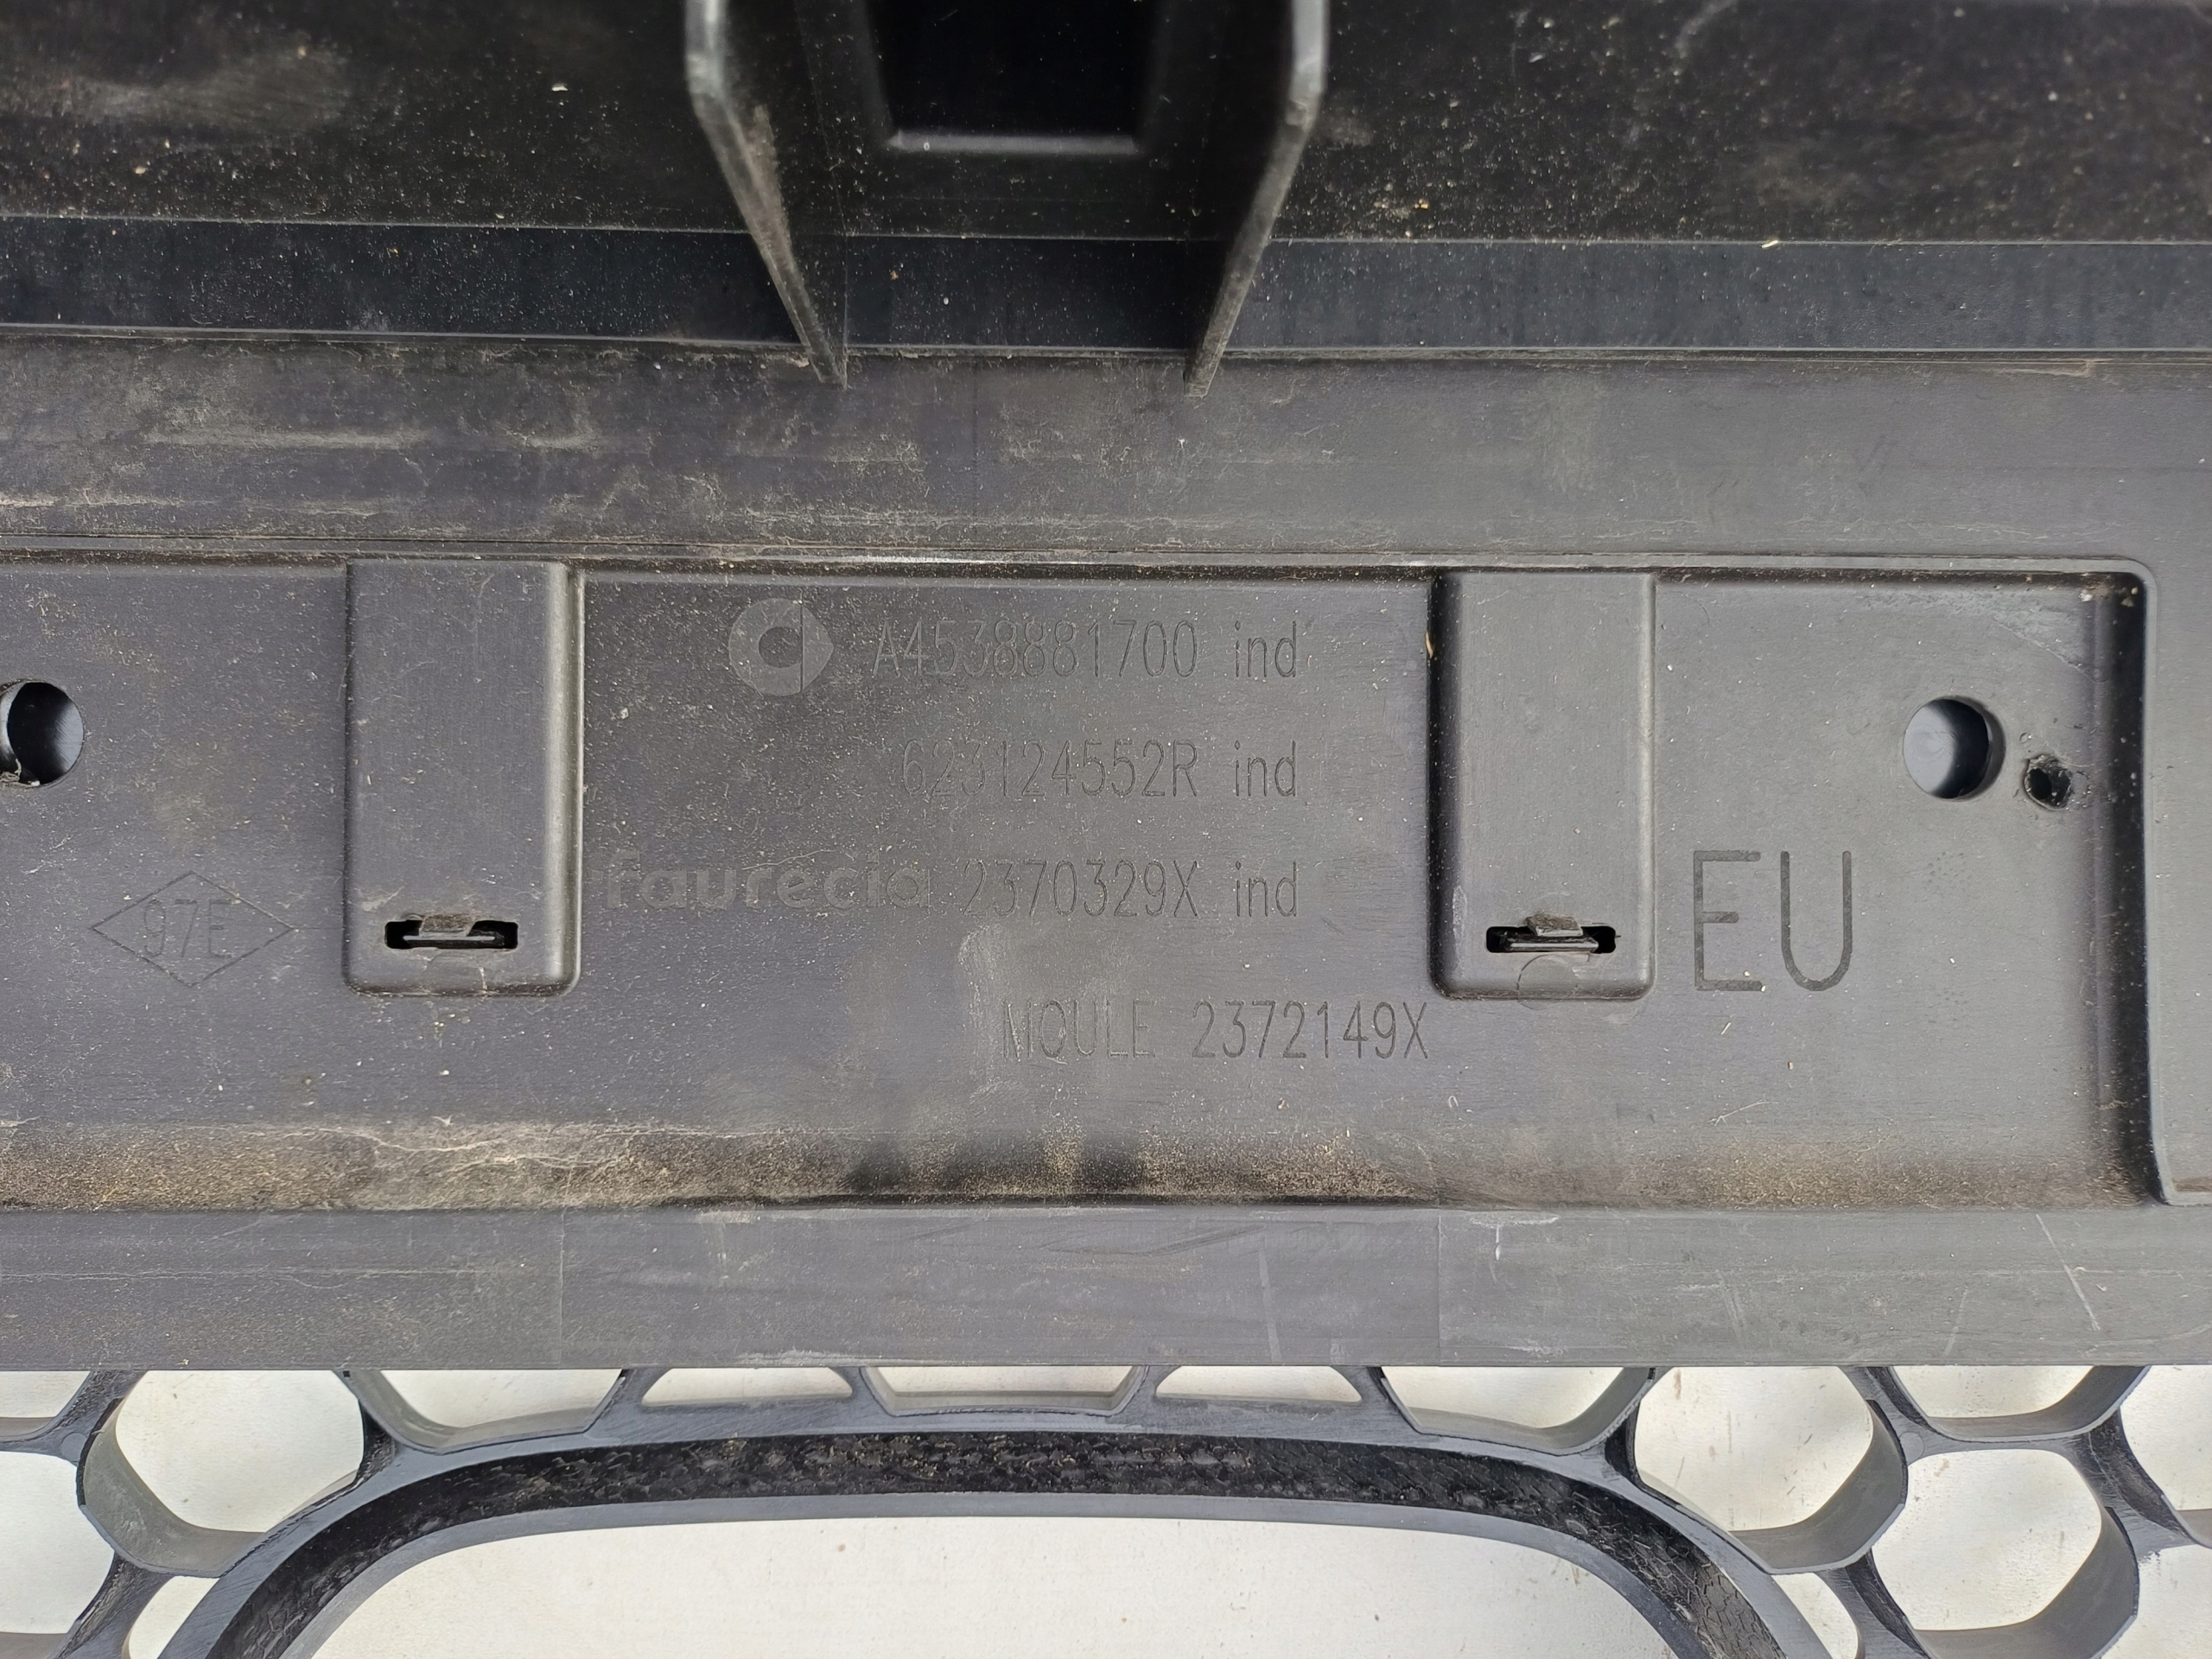 A4538881700 ind
623124552R ind
faurecia 2370329X ind
97E
EU
MOULE 2372149X